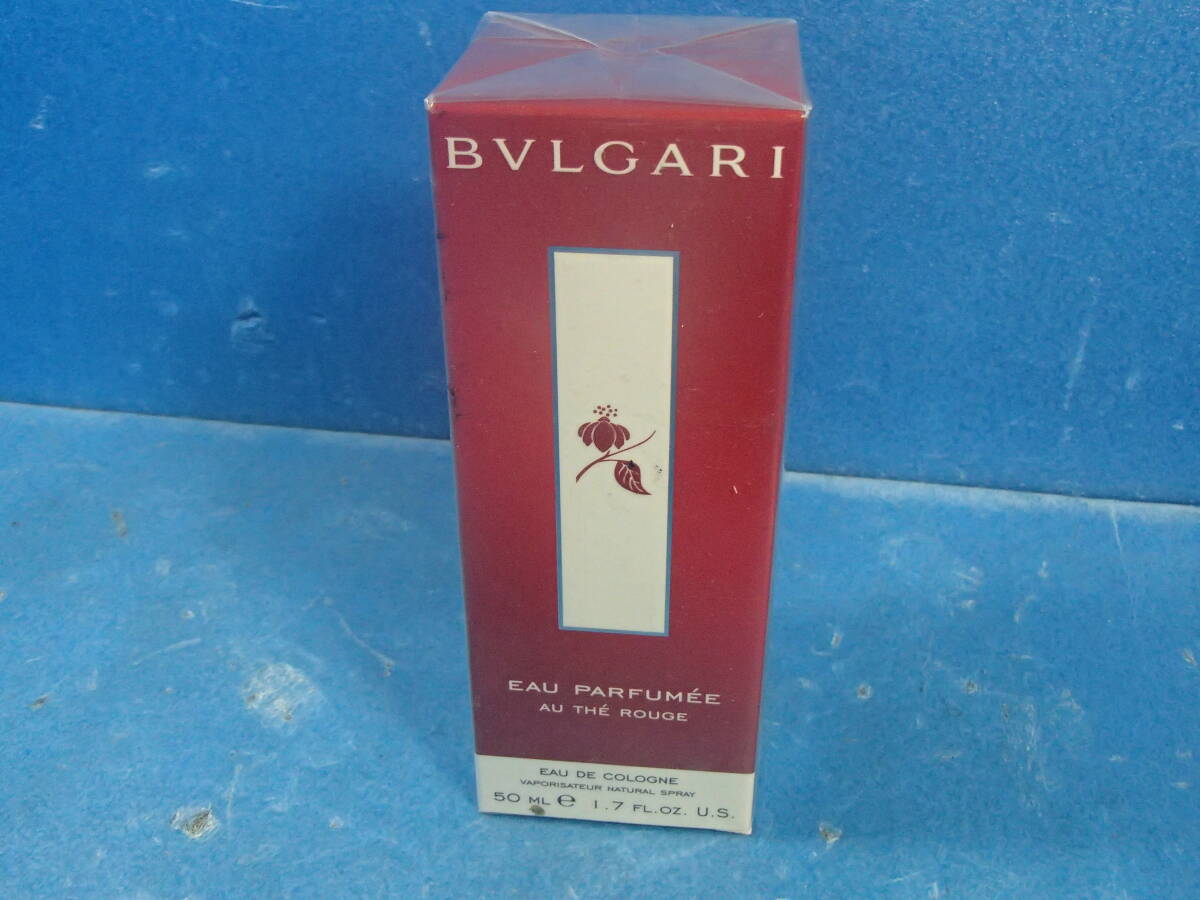 BVLGARI
EAU PARFUMÉE
AU THÉ ROUGE
EAU DE COLOGNE
VAPORISATEUR NATURAL SPRAY
50 ML ℮ 1.7 FL.OZ. U.S.